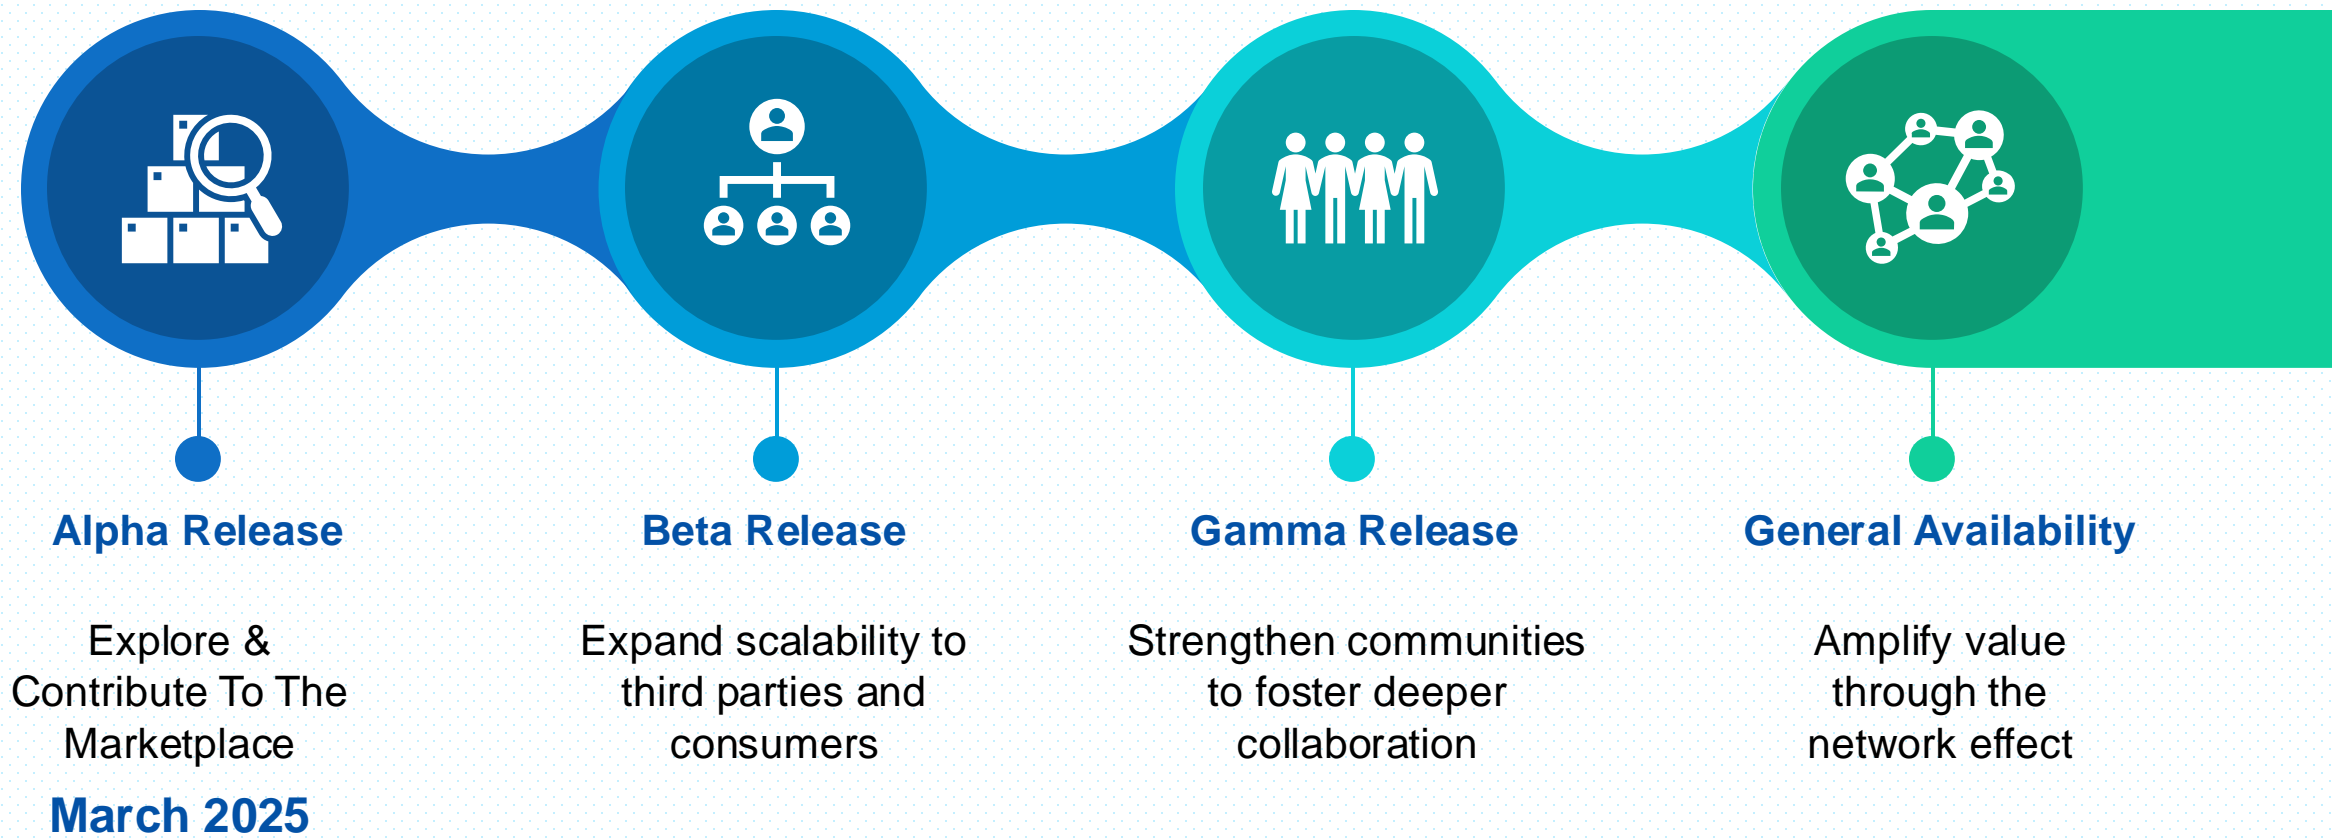 Alpha Release
Explore &
Contribute To The
Marketplace
March 2025
Beta Release
Expand scalability to
third parties and
consumers
Gamma Release
Strengthen communities
to foster deeper
collaboration
General Availability
Amplify value
through the
network effect